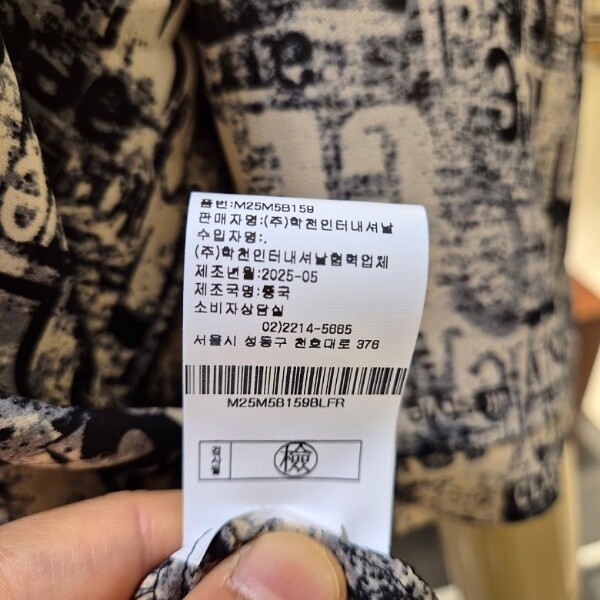 품번:M25M5B159
판매자명:(주)학천인터내셔날
수입자명:.
(주)학천인터내셔날협력업체
제조년월:2025-05
제조국명:중국
소비자상담실
02)2214-5665
서울시 성동구 천호대로 376
M25M5B159BLFR
검사필
檢